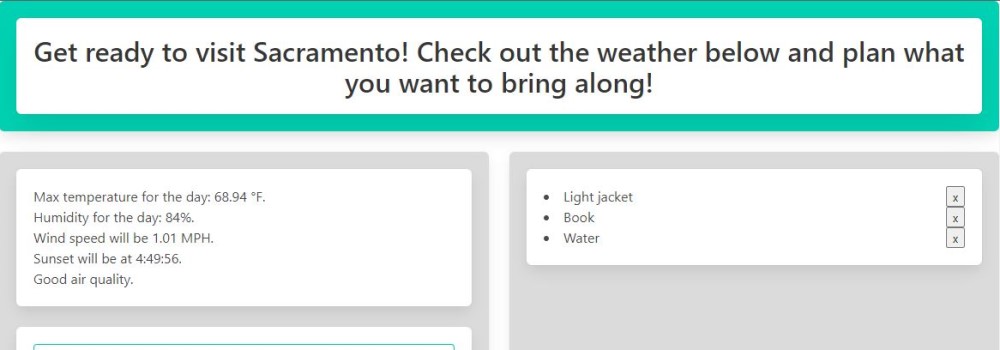 Get ready to visit Sacramento! Check out the weather below and plan what
you want to bring along!
Max temperature for the day: 68.94 °F.
Humidity for the day: 84%.
Wind speed will be 1.01 MPH.
Sunset will be at 4:49:56.
Good air quality.
Light jacket x
Book x
Water x